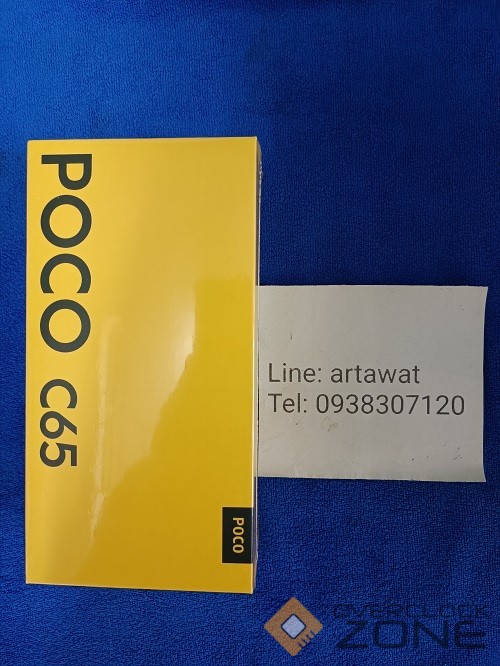 POCO C65
POCO
Line: artawat
Tel: 0938307120
OVERCLOCK
ZONE